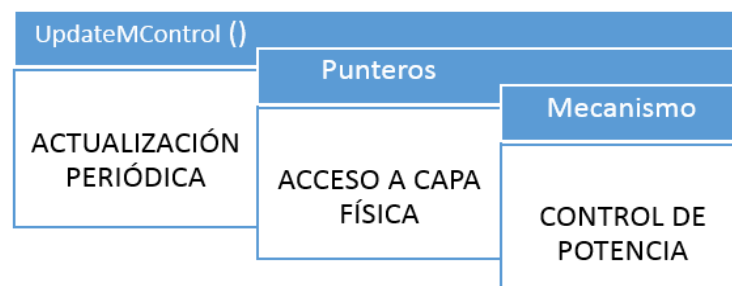 UpdateMControl ()
ACTUALIZACIÓN
PERIÓDICA
Punteros
ACCESO A CAPA
FÍSICA
Mecanismo
CONTROL DE
POTENCIA